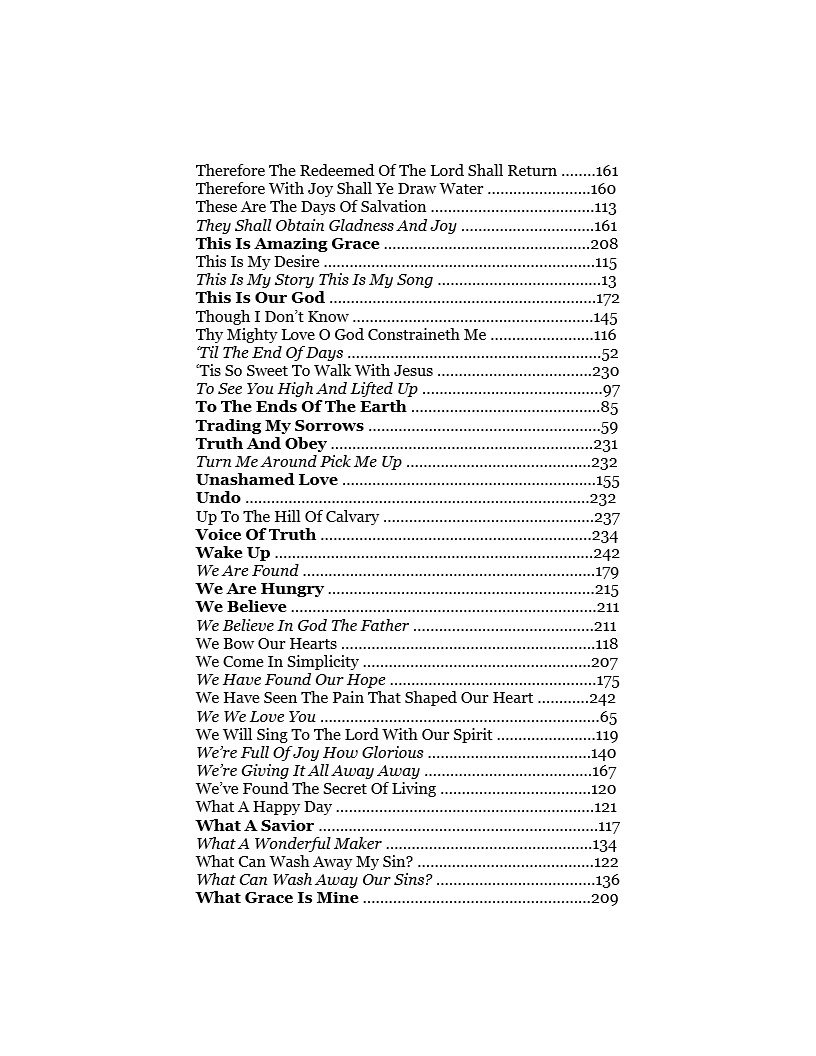 Therefore The Redeemed Of The Lord Shall Return ........161
Therefore With Joy Shall Ye Draw Water ........................160
These Are The Days Of Salvation ......................................113
They Shall Obtain Gladness And Joy ...............................161
This Is Amazing Grace ................................................208
This Is My Desire ...............................................................115
This Is My Story This Is My Song ......................................13
This Is Our God ..............................................................172
Though I Don’t Know ........................................................145
Thy Mighty Love O God Constraineth Me ........................116
‘Til The End Of Days ...........................................................52
‘Tis So Sweet To Walk With Jesus ....................................230
To See You High And Lifted Up ..........................................97
To The Ends Of The Earth ............................................85
Trading My Sorrows ......................................................59
Truth And Obey .............................................................231
Turn Me Around Pick Me Up ...........................................232
Unashamed Love ...........................................................155
Undo ................................................................................232
Up To The Hill Of Calvary .................................................237
Voice Of Truth ...............................................................234
Wake Up ..........................................................................242
We Are Found ....................................................................179
We Are Hungry ..............................................................215
We Believe .......................................................................211
We Believe In God The Father ..........................................211
We Bow Our Hearts ...........................................................118
We Come In Simplicity .....................................................207
We Have Found Our Hope ................................................175
We Have Seen The Pain That Shaped Our Heart ............242
We We Love You .................................................................65
We Will Sing To The Lord With Our Spirit .......................119
We’re Full Of Joy How Glorious ......................................140
We’re Giving It All Away Away .......................................167
We’ve Found The Secret Of Living ...................................120
What A Happy Day ............................................................121
What A Savior .................................................................117
What A Wonderful Maker ................................................134
What Can Wash Away My Sin? .........................................122
What Can Wash Away Our Sins? .....................................136
What Grace Is Mine .....................................................209